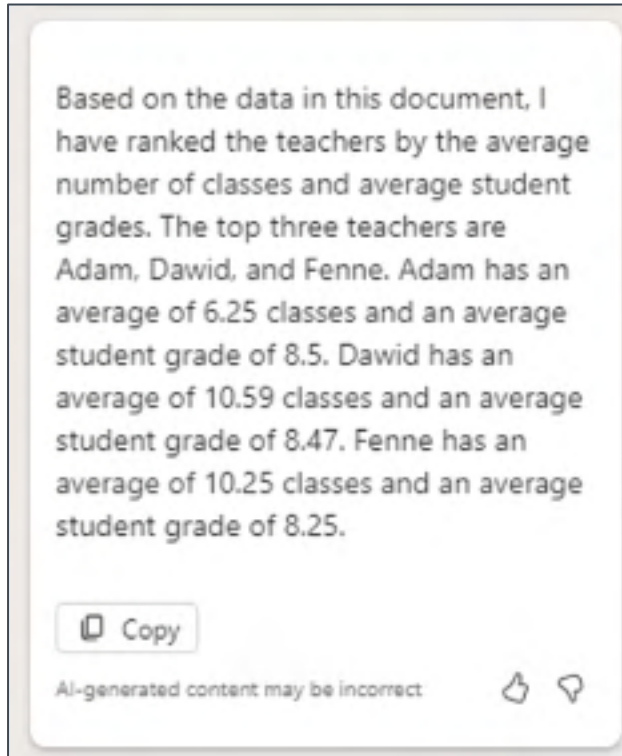 Based on the data in this document, I
have ranked the teachers by the average
number of classes and average student
grades. The top three teachers are
Adam, Dawid, and Fenne. Adam has an
average of 6.25 classes and an average
student grade of 8.5. Dawid has an
average of 10.59 classes and an average
student grade of 8.47. Fenne has an
average of 10.25 classes and an average
student grade of 8.25.
Copy
AI-generated content may be incorrect